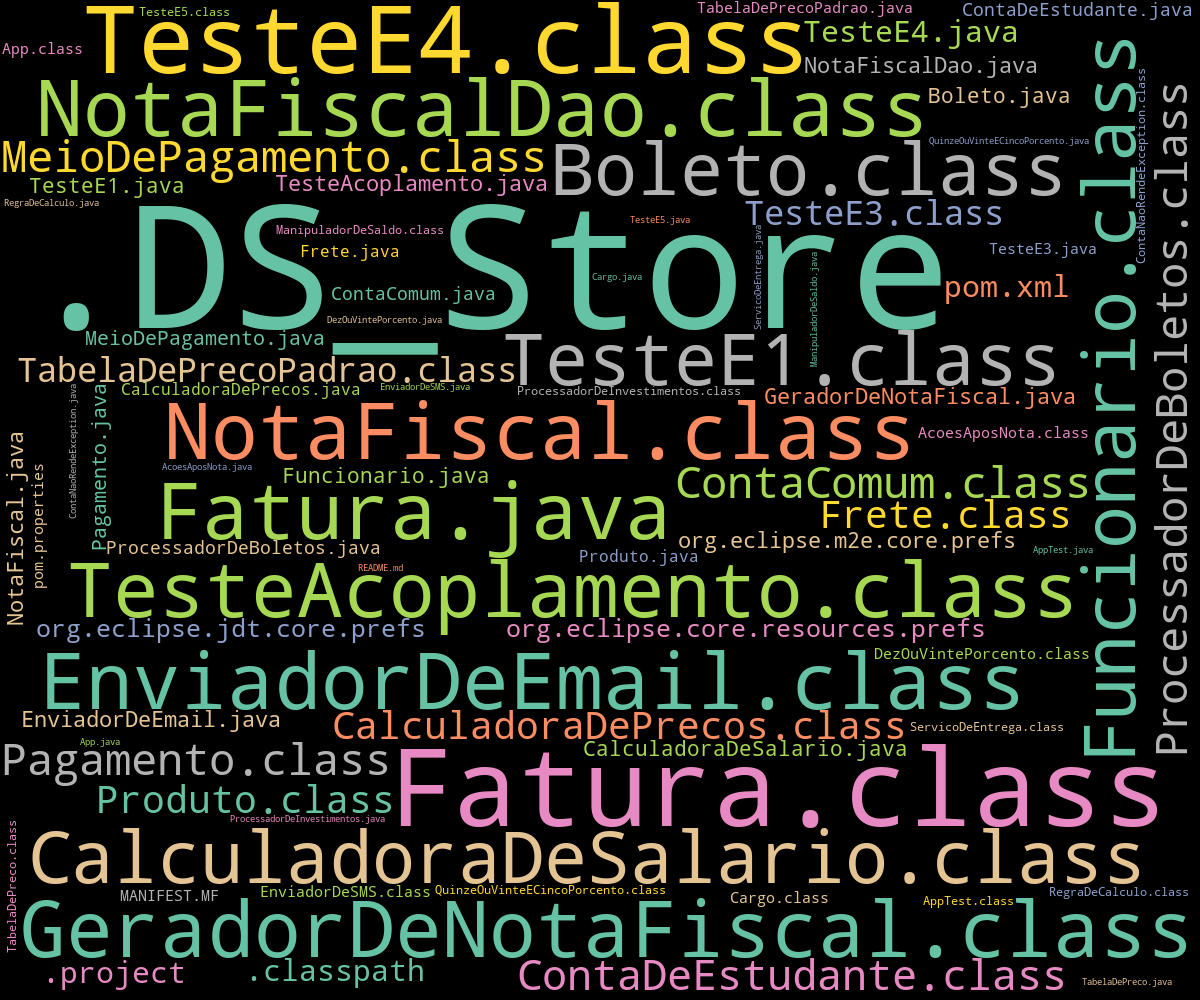 TesteE5.class
TabelaDePrecoPadrao.java
ContaDeEstudante.java
TesteE4.class
TesteE4.java
App.class
NotaFiscalDao.java
NotaFiscalDao.class
Boleto.java
QuinzeOuVinteECincoPorcento.java
MeioDePagamento.class
Boleto.class
TesteE1.java
TesteAcoplamento.java
RegraDeCalculo.java
TesteE3.class
TesteE5.java
ManipuladorDeSaldo.class
Frete.java
TesteE3.java
.DS_Store
Cargo.java
ContaComum.java
pom.xml
DezOuVintePorcento.java
ServicoDeEntrega.java
ManipuladorDeSaldo.java
Funcionario.class
ContaNaoRendeException.class
ProcessadorDeBoletos.class
MeioDePagamento.java
TesteE1.class
TabelaDePrecoPadrao.class
CalculadoraDePrecos.java
EnviadorDeSMS.java
ProcessadorDeInvestimentos.class
GeradorDeNotaFiscal.java
NotaFiscal.class
AcoesAposNota.class
ContaNaoRendeException.java
Pagamento.java
NotaFiscal.java
pom.properties
AcoesAposNota.java
Funcionario.java
ContaComum.class
Fatura.java
Frete.class
ProcessadorDeBoletos.java
org.eclipse.m2e.core.prefs
Produto.java
AppTest.java
README.md
TesteAcoplamento.class
org.eclipse.jdt.core.prefs
org.eclipse.core.resources.prefs
DezOuVintePorcento.class
EnviadorDeEmail.class
EnviadorDeEmail.java
CalculadoraDePrecos.class
ServicoDeEntrega.class
App.java
CalculadoraDeSalario.java
Pagamento.class
Fatura.class
Produto.class
ProcessadorDeInvestimentos.java
TabelaDePreco.class
CalculadoraDeSalario.class
MANIFEST.MF
EnviadorDeSMS.class
QuinzeOuVinteECincoPorcento.class
Cargo.class
AppTest.class
RegraDeCalculo.class
GeradorDeNotaFiscal.class
.project
.classpath
ContaDeEstudante.class
TabelaDePreco.java